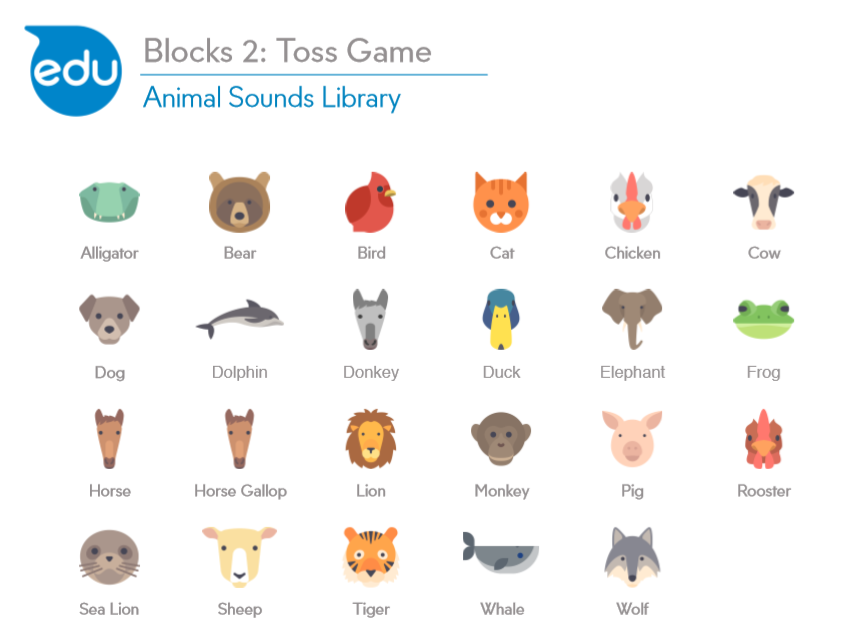 edu
Blocks 2: Toss Game
Animal Sounds Library
Alligator Bear Bird Cat Chicken Cow
Dog Dolphin Donkey Duck Elephant Frog
Horse Horse Gallop Lion Monkey Pig Rooster
Sea Lion Sheep Tiger Whale Wolf